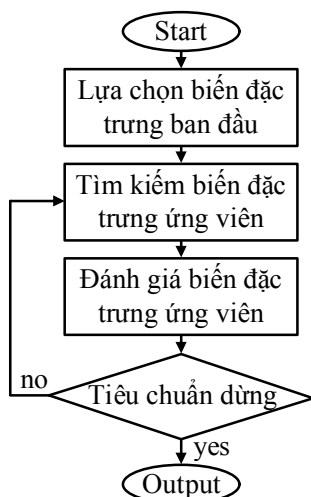 Start
Lựa chọn biến đặc
trưng ban đầu
Tìm kiếm biến đặc
trưng ứng viên
Đánh giá biến đặc
trưng ứng viên
no
Tiêu chuẩn dừng
yes
Output